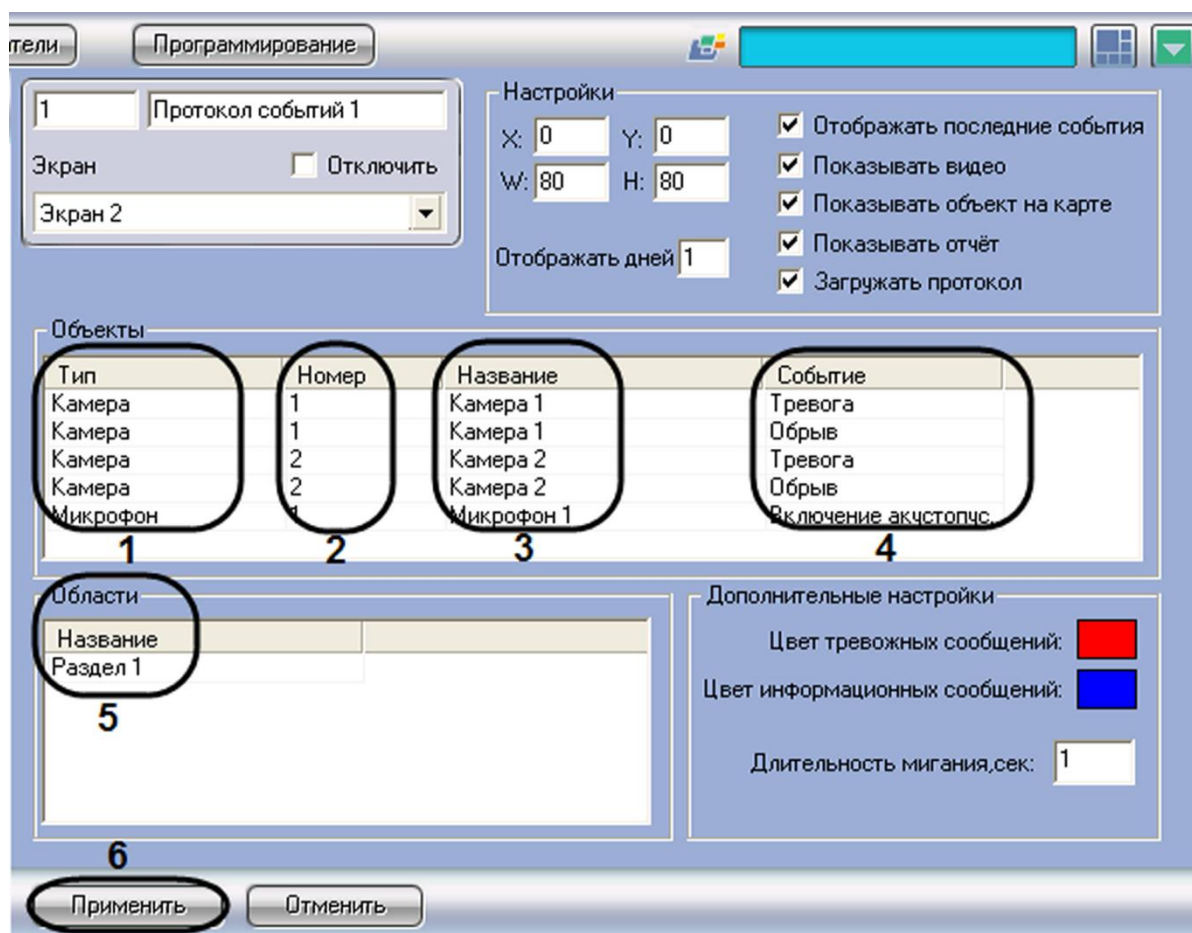 тели Программирование
1 Протокол событий 1
Экран Отключить
Экран 2
Настройки
X: 0 Y: 0
W: 80 H: 80
Отображать дней 1
Отображать последние события
Показывать видео
Показывать объект на карте
Показывать отчёт
Загружать протокол
Объекты
Тип Номер Название Событие
Камера 1 Камера 1 Тревога
Камера 1 Камера 1 Обрыв
Камера 2 Камера 2 Тревога
Камера 2 Камера 2 Обрыв
Микрофон 1 Микрофон 1 Включение акустопус.
1 2 3 4
Области
Название
Раздел 1
5
Дополнительные настройки
Цвет тревожных сообщений:
Цвет информационных сообщений:
Длительность мигания,сек: 1
6
Применить Отменить